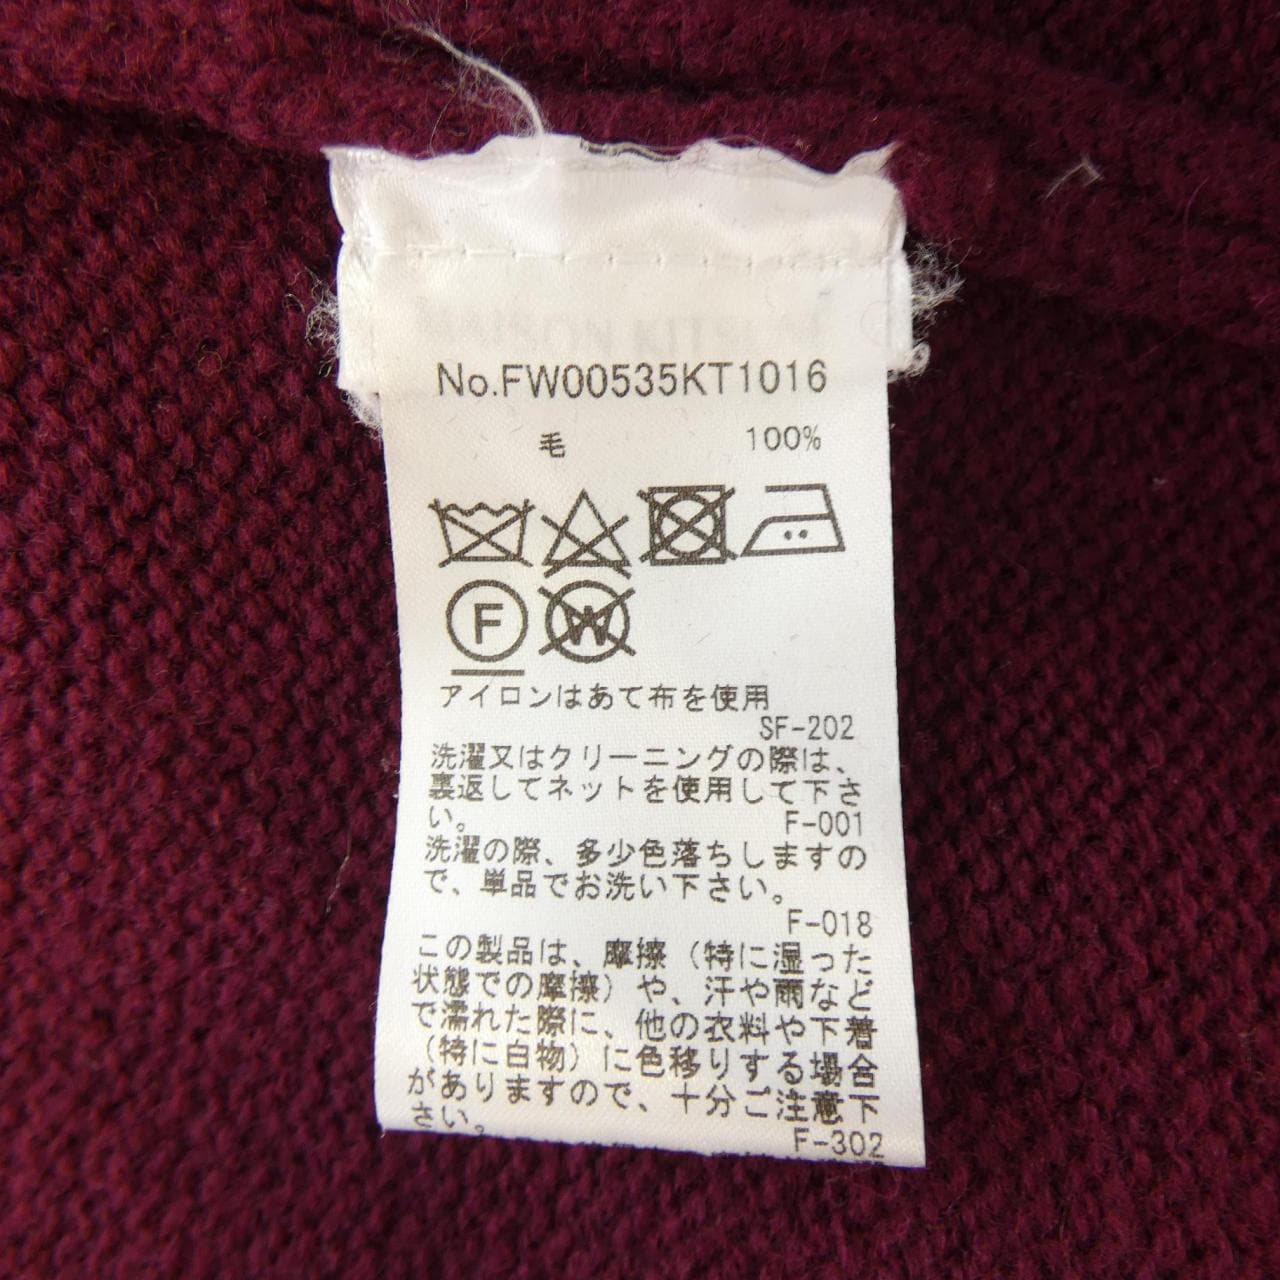 MAISON KITSUNÉ
No.FW00535KT1016
毛 100%
F
W
アイロンはあて布を使用
SF-202
洗濯又はクリーニングの際は、
裏返してネットを使用して下さ
い。 F-001
洗濯の際、多少色落ちしますの
で、単品でお洗い下さい。
F-018
この製品は、摩擦（特に湿った
状態での摩擦）や、汗や雨など
で濡れた際に、他の衣料や下着
（特に白物）に色移りする場合
がありますので、十分ご注意下
さい。 F-302